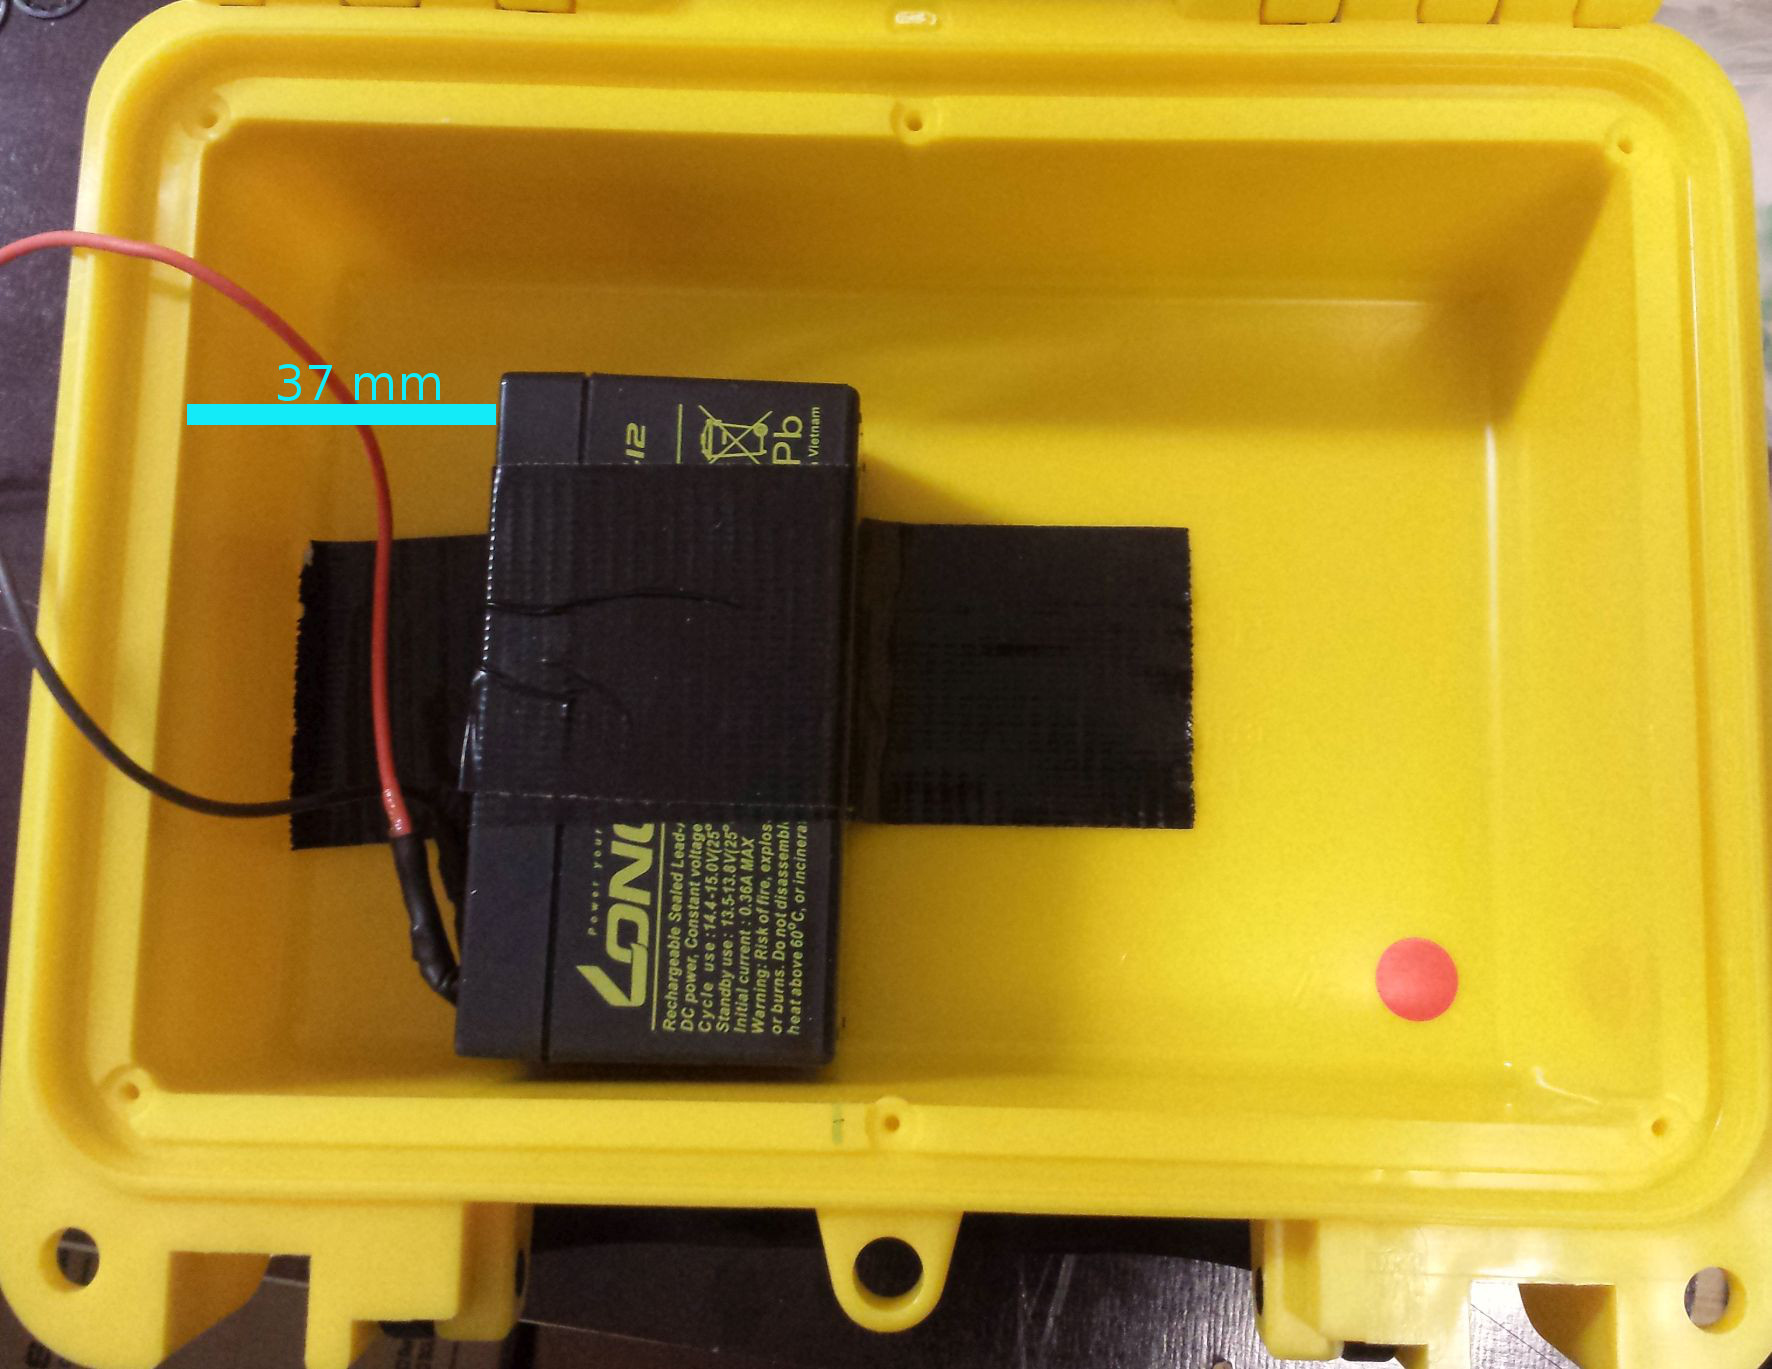 37 mm
-12
Pb
Vietnam
Power your
LONG
Rechargeable Sealed Lead-
DC power, Constant voltage
Cycle use : 14.4-15.0V(25°
Standby use : 13.5-13.8V(25°
Initial current : 0.36A MAX
Warning: Risk of fire, explos
or burns. Do not disassemble
heat above 60°C, or incinera